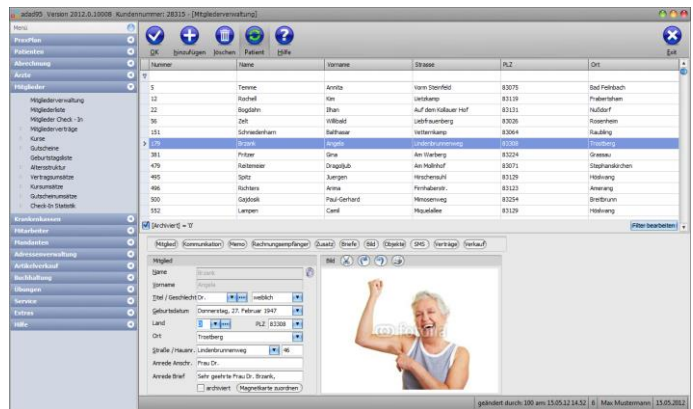 adad95 Version 2012.0.10008 Kundennummer: 28315 - [Mitgliederverwaltung]
Menü
PraxPlan
Patienten
Abrechnung
Ärzte
Mitglieder
Mitgliederverwaltung
Mitgliederliste
Mitglieder Check - In
Mitgliederverträge
Kurse
Gutscheine
Geburtstagsliste
Altersstruktur
Vertragsumsätze
Kursumsätze
Gutscheinumsätze
Check-In Statistik
Krankenkassen
Mitarbeiter
Mandanten
Adressenverwaltung
Artikelverkauf
Buchhaltung
Übungen
Service
Extras
Hilfe
OK hinzufügen löschen Patient Hilfe Exit
Nummer Name Vorname Strasse PLZ Ort
5 Temme Annita Vorm Steinfeld 83075 Bad Feilnbach
12 Rachell Kim Uetzkamp 83119 Frabertsham
22 Bogdahn Ilhan Auf dem Kollauer Hof 83131 Nußdorf
56 Zelt Willibald Liebfrauenberg 83026 Rosenheim
151 Schniedenharn Balthasar Vetternkamp 83064 Raubling
179 Brzank Angela Lindenbrunnenweg 83308 Trostberg
381 Fritzer Gina Am Warberg 83224 Grassau
479 Reitemeier Dragoljub Am Mollnhof 83071 Stephanskirchen
495 Spitz Juergen Hirschensuhl 83129 Höslwang
496 Richters Anna Firnhaberstr. 83123 Amerang
500 Gajdosik Paul-Gerhard Mimosenweg 83254 Breitbrunn
552 Lampen Camil Miquelallee 83129 Höslwang
[Archiviert] = '0' Filter bearbeiten
Mitglied Kommunikation Memo Rechnungsempfänger Zusatz Briefe Bild Objekte SMS Verträge Verkauf
Mitglied
Name Brzank
Vorname Angela
Titel / Geschlecht Dr. weiblich
Geburtsdatum Donnerstag, 27. Februar 1947
Land D PLZ 83308
Ort Trostberg
Straße / Hausnr. Lindenbrunnenweg 46
Anrede Anschr. Frau Dr.
Anrede Brief Sehr geehrte Frau Dr. Brzank,
archiviert Magnetkarte zuordnen
Bild
fotolia
geändert durch: 100 am: 15.05.12 14:32 8 Max Mustermann 15.05.2012